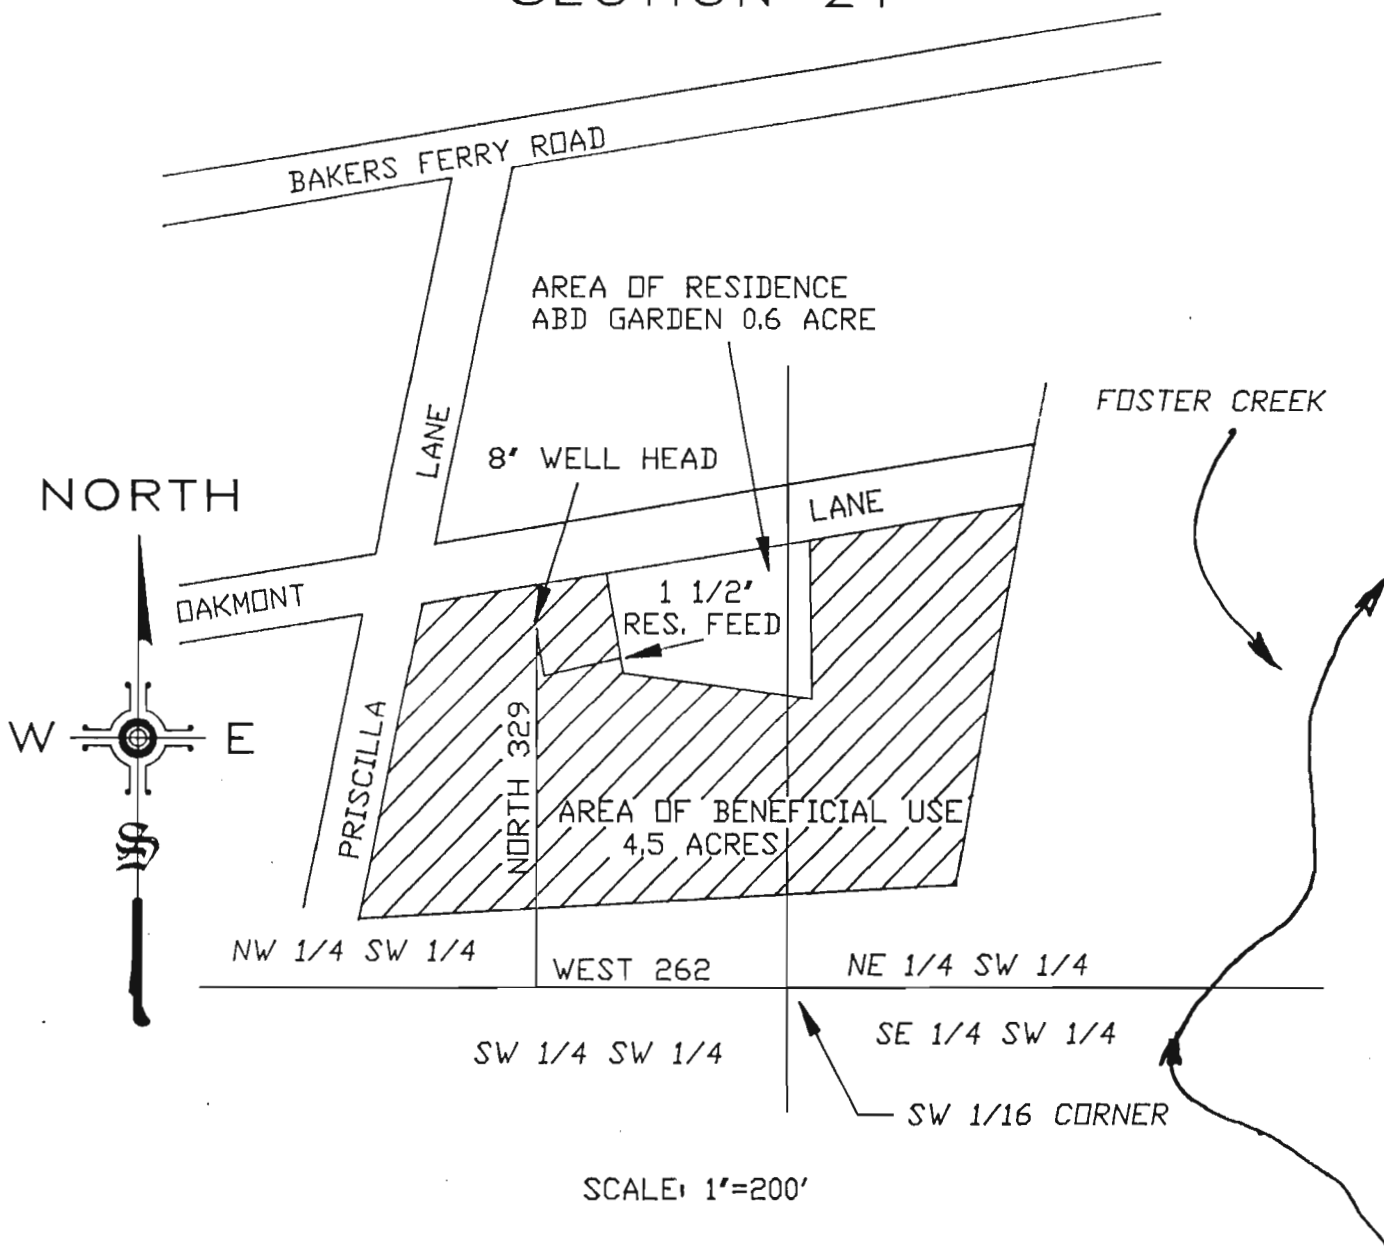 BAKERS FERRY ROAD
AREA OF RESIDENCE
ABD GARDEN 0.6 ACRE
FOSTER CREEK
LANE
8" WELL HEAD
NORTH
LANE
OAKMONT
1 1/2"
RES. FEED
W E
PRISCILLA
NORTH 329
AREA OF BENEFICIAL USE
4.5 ACRES
S
NW 1/4 SW 1/4
WEST 262
NE 1/4 SW 1/4
SW 1/4 SW 1/4
SE 1/4 SW 1/4
SW 1/16 CORNER
SCALE: 1"=200'